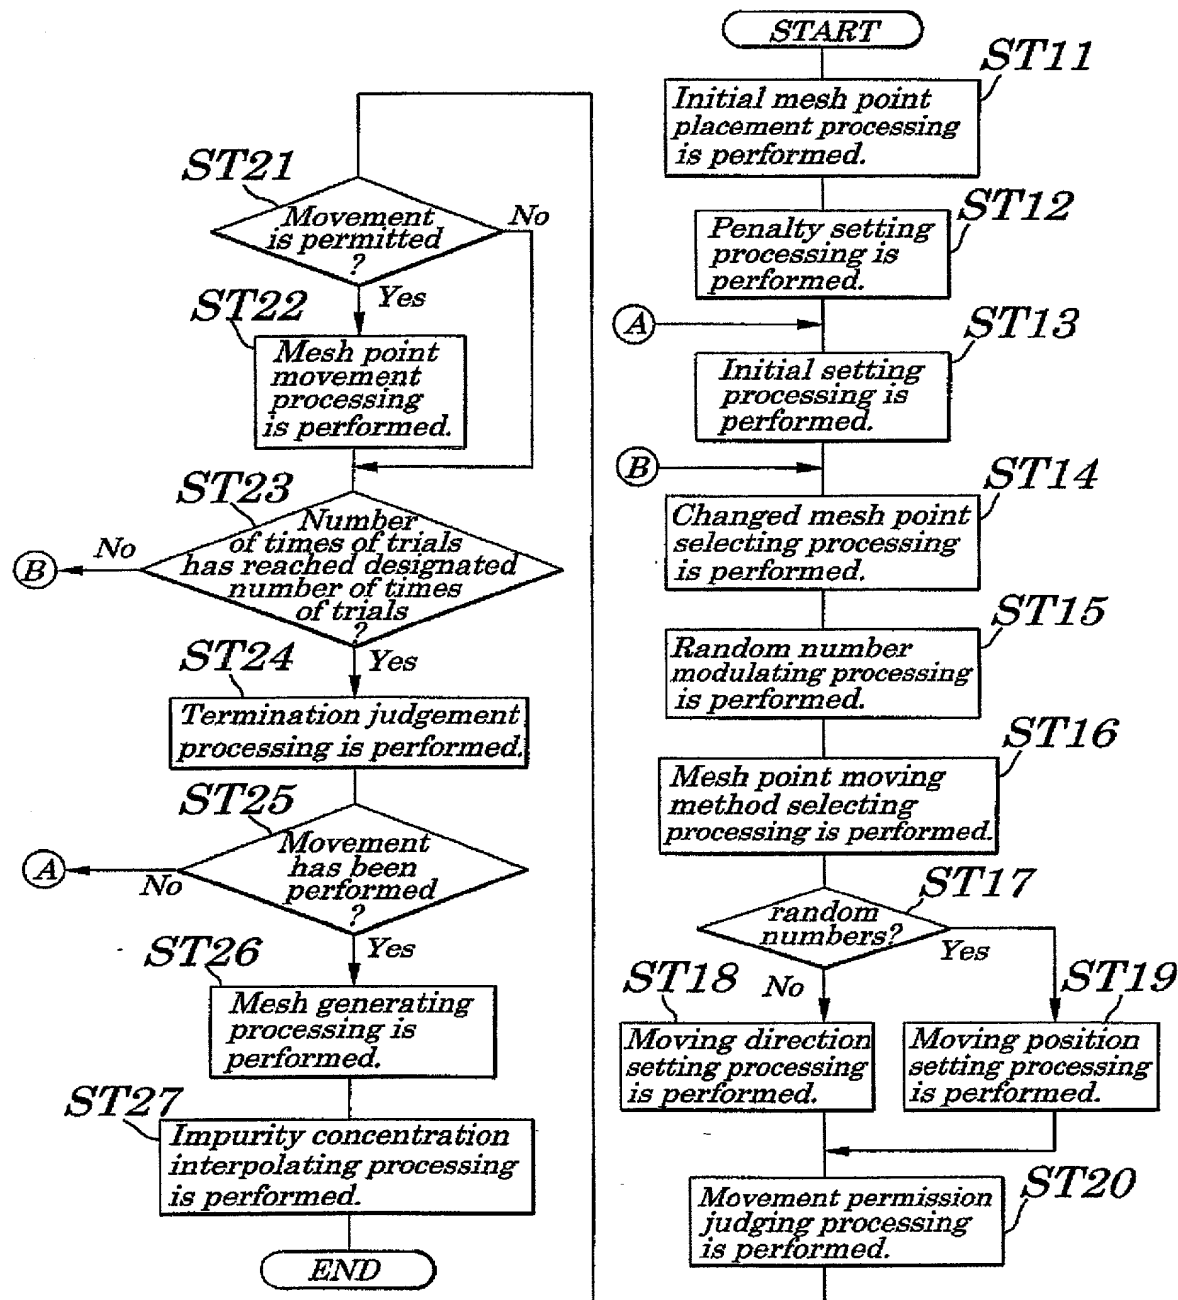 START
ST11
Initial mesh point
placement processing
is performed.
ST12
Penalty setting
processing is
performed.
A
ST13
Initial setting
processing is
performed.
B
ST14
Changed mesh point
selecting processing
is performed.
ST15
Random number
modulating processing
is performed.
ST16
Mesh point moving
method selecting
processing is performed.
ST17
random
numbers?
Yes
No
ST18
Moving direction
setting processing
is performed.
ST19
Moving position
setting processing
is performed.
ST20
Movement permission
judging processing
is performed.
ST21
Movement
is permitted
?
No
Yes
ST22
Mesh point
movement
processing
is performed.
ST23
Number
of times of trials
has reached designated
number of times
of trials
?
No
B
Yes
ST24
Termination judgement
processing is performed.
ST25
Movement
has been
performed
?
No
A
Yes
ST26
Mesh generating
processing is
performed.
ST27
Impurity concentration
interpolating processing
is performed.
END